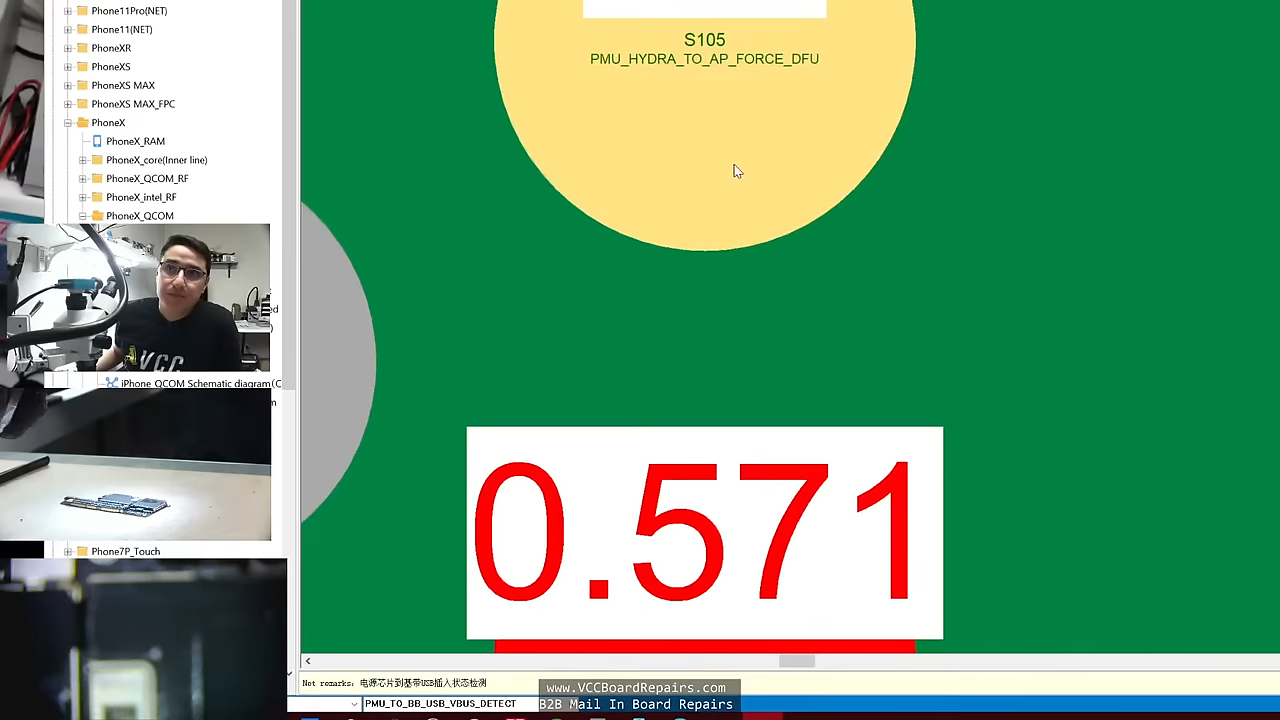 Phone11Pro(NET)
Phone11(NET)
PhoneXR
PhoneXS
PhoneXS MAX
PhoneXS MAX_FPC
PhoneX
PhoneX_RAM
PhoneX_core(Inner line)
PhoneX_QCOM_RF
PhoneX_intel_RF
PhoneX_QCOM
ed
)
VCC
iPhone_QCOM Schematic diagram(C
m
Phone7P_Touch
S105
PMU_HYDRA_TO_AP_FORCE_DFU
0.571
Net remarks: 电源芯片到基带USB插入状态检测
www.VCCBoardRepairs.com
PMU_TO_BB_USB_VBUS_DETECT
B2B Mail In Board Repairs